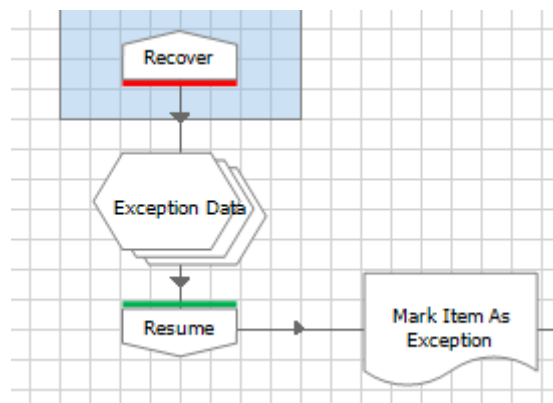 Recover
Exception Data
Resume
Mark Item As
Exception